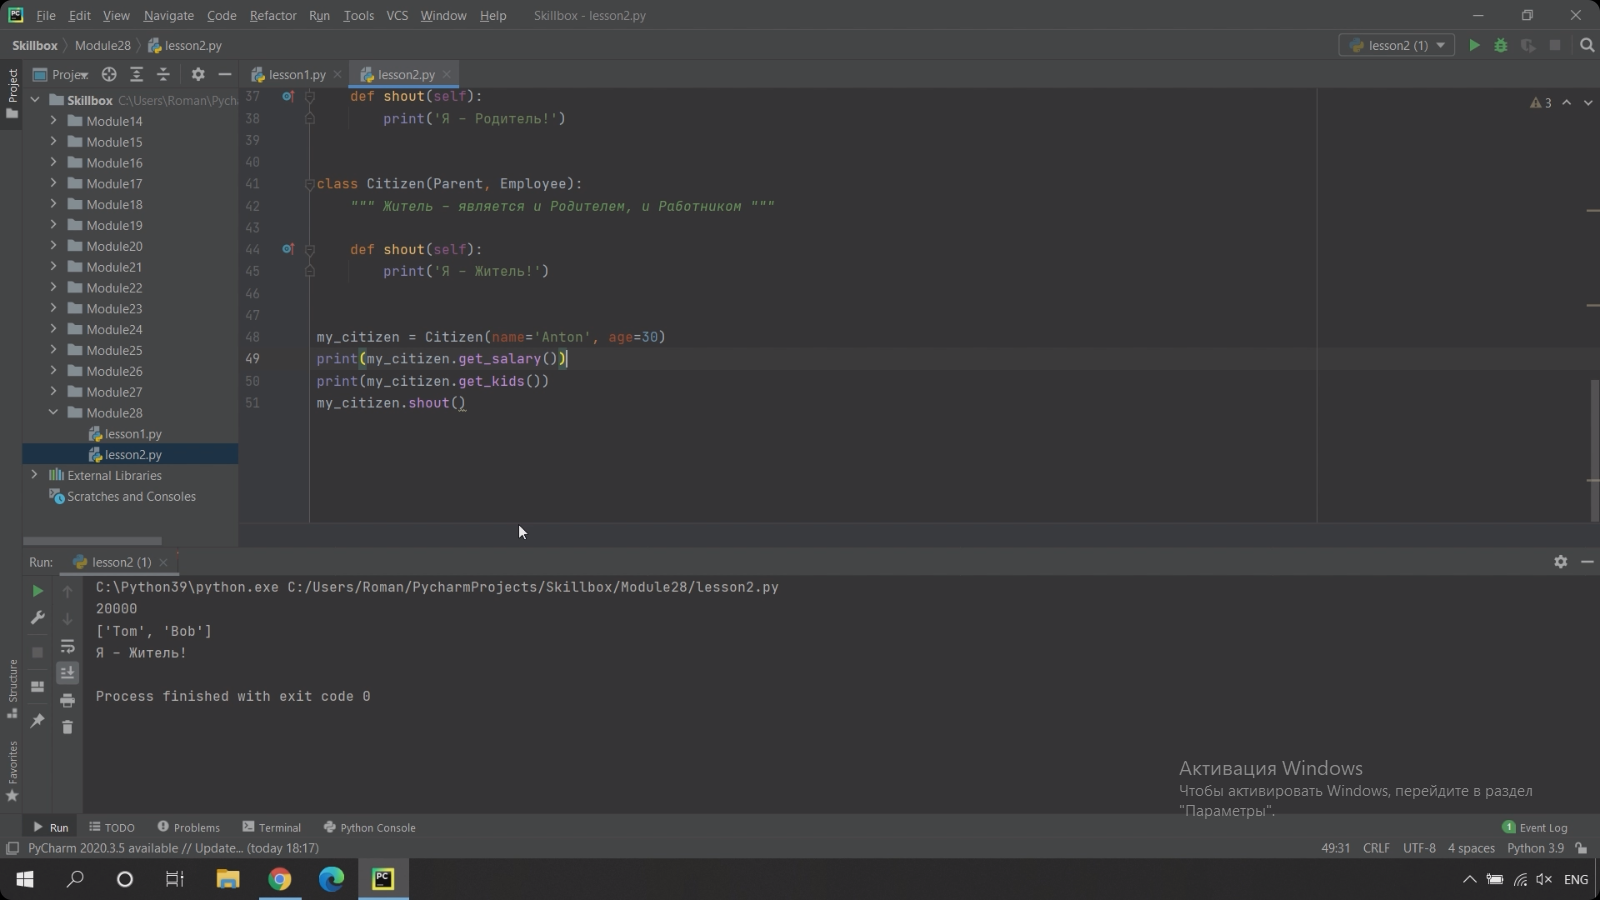 File Edit View Navigate Code Refactor Run Tools VCS Window Help Skillbox - lesson2.py
Skillbox Module28 lesson2.py lesson2 (1)
Project
Project lesson1.py lesson2.py
Skillbox C:\Users\Roman\Pych
Module14
Module15
Module16
Module17
Module18
Module19
Module20
Module21
Module22
Module23
Module24
Module25
Module26
Module27
Module28
lesson1.py
lesson2.py
External Libraries
Scratches and Consoles
3
37 def shout(self):
38 print('Я – Родитель!')
39
40
41 class Citizen(Parent, Employee):
42 """ Житель – является и Родителем, и Работником """
43
44 def shout(self):
45 print('Я – Житель!')
46
47
48 my_citizen = Citizen(name='Anton', age=30)
49 print(my_citizen.get_salary())
50 print(my_citizen.get_kids())
51 my_citizen.shout()
Run: lesson2 (1)
C:\Python39\python.exe C:/Users/Roman/PycharmProjects/Skillbox/Module28/lesson2.py
20000
['Tom', 'Bob']
Я – Житель!
Process finished with exit code 0
Structure
Favorites
Активация Windows
Чтобы активировать Windows, перейдите в раздел
"Параметры".
Run TODO Problems Terminal Python Console 1 Event Log
PyCharm 2020.3.5 available // Update... (today 18:17) 49:31 CRLF UTF-8 4 spaces Python 3.9
PC ENG